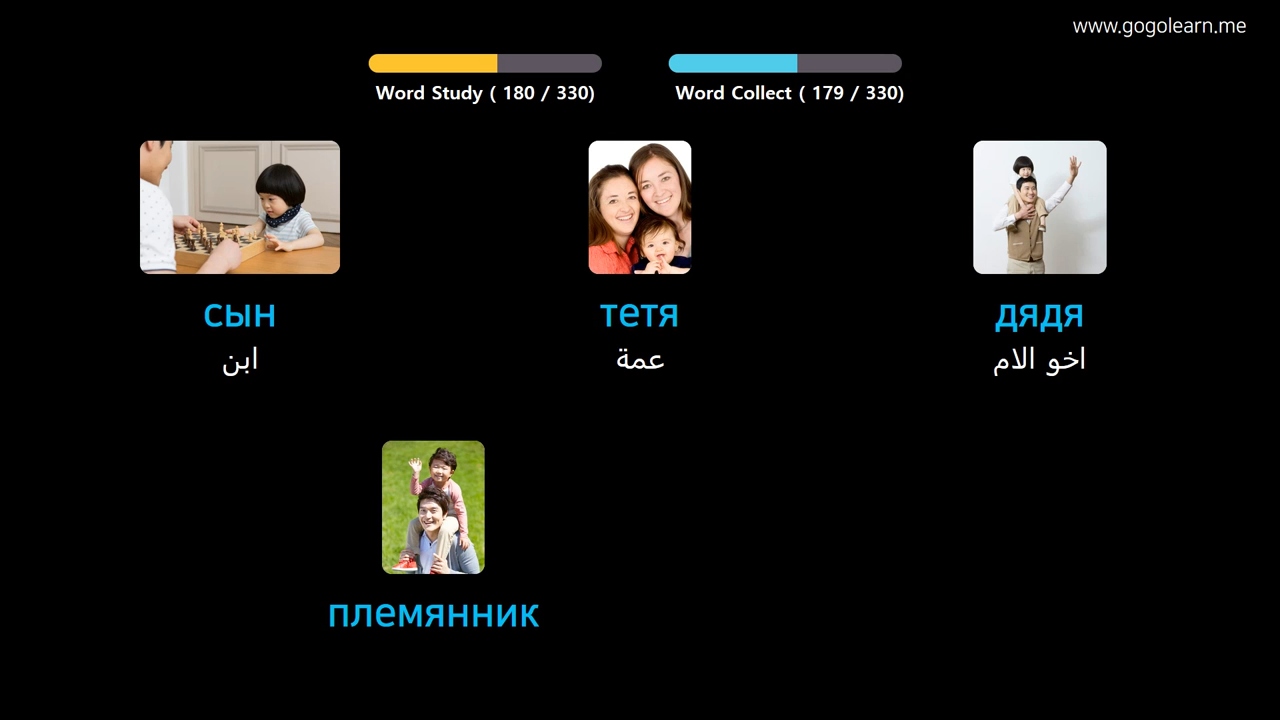 www.gogolearn.me
Word Study ( 180 / 330)
Word Collect ( 179 / 330)
сын
тетя
дядя
ابن
عمة
اخو الام
племянник